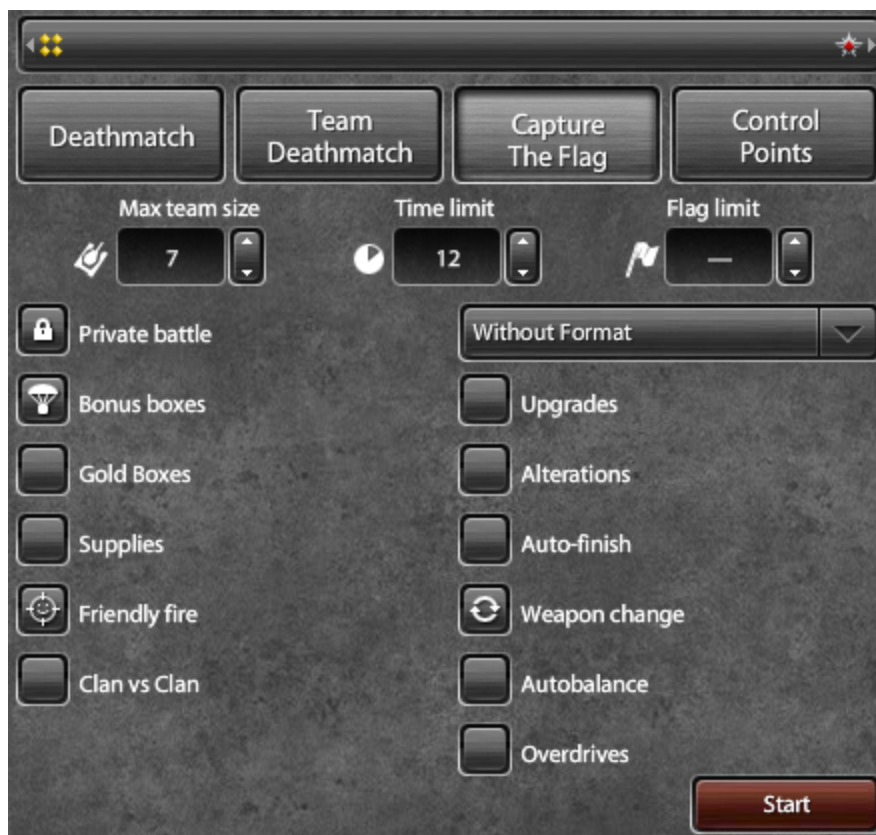 Deathmatch
Team
Deathmatch
Capture
The Flag
Control
Points
Max team size
Time limit
Flag limit
7
12
—
Private battle
Without Format
Bonus boxes
Upgrades
Gold Boxes
Alterations
Supplies
Auto-finish
Friendly fire
Weapon change
Clan vs Clan
Autobalance
Overdrives
Start